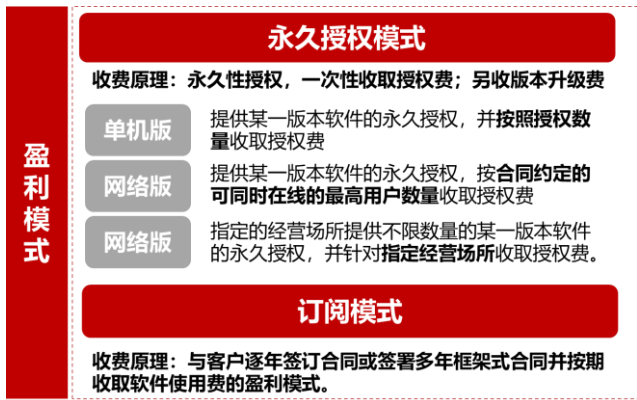 盈利模式
永久授权模式
收费原理：永久性授权，一次性收取授权费；另收版本升级费
单机版
提供某一版本软件的永久授权，并按照授权数
量收取授权费
网络版
提供某一版本软件的永久授权，按合同约定的
可同时在线的最高用户数量收取授权费
网络版
指定的经营场所提供不限数量的某一版本软件
的永久授权，并针对指定经营场所收取授权费。
订阅模式
收费原理：与客户逐年签订合同或签署多年框架式合同并按期
收取软件使用费的盈利模式。